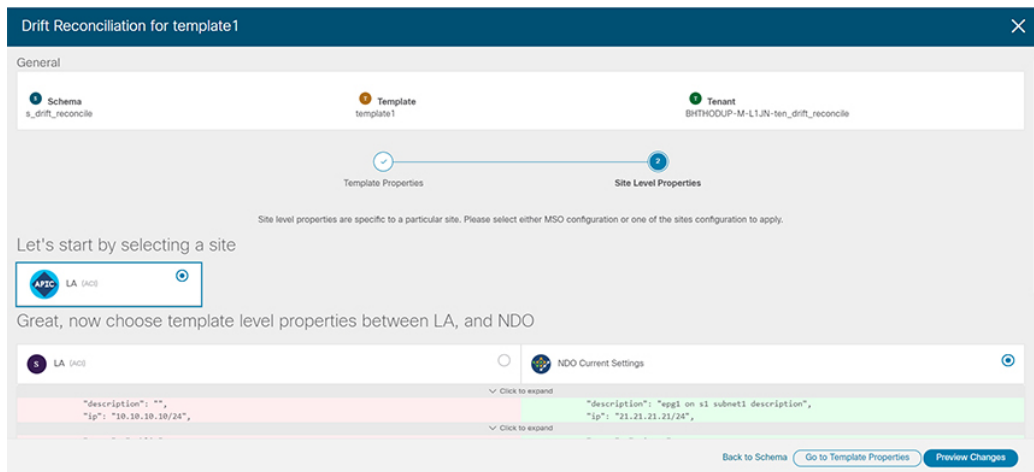 Drift Reconciliation for template1
General
S Schema
s_drift_reconcile
T Template
template1
T Tenant
BHTHODUP-M-L1JN-ten_drift_reconcile
2
Template Properties
Site Level Properties
Site level properties are specific to a particular site. Please select either MSO configuration or one of the sites configuration to apply.
Let's start by selecting a site
APIC LA (ACI)
Great, now choose template level properties between LA, and NDO
S LA (ACI)
NDO Current Settings
Click to expand
"description": "",
"description": "epg1 on s1 subnet1 description",
"ip": "10.10.10.10/24",
"ip": "21.21.21.21/24",
Click to expand
Back to Schema Go to Template Properties Preview Changes